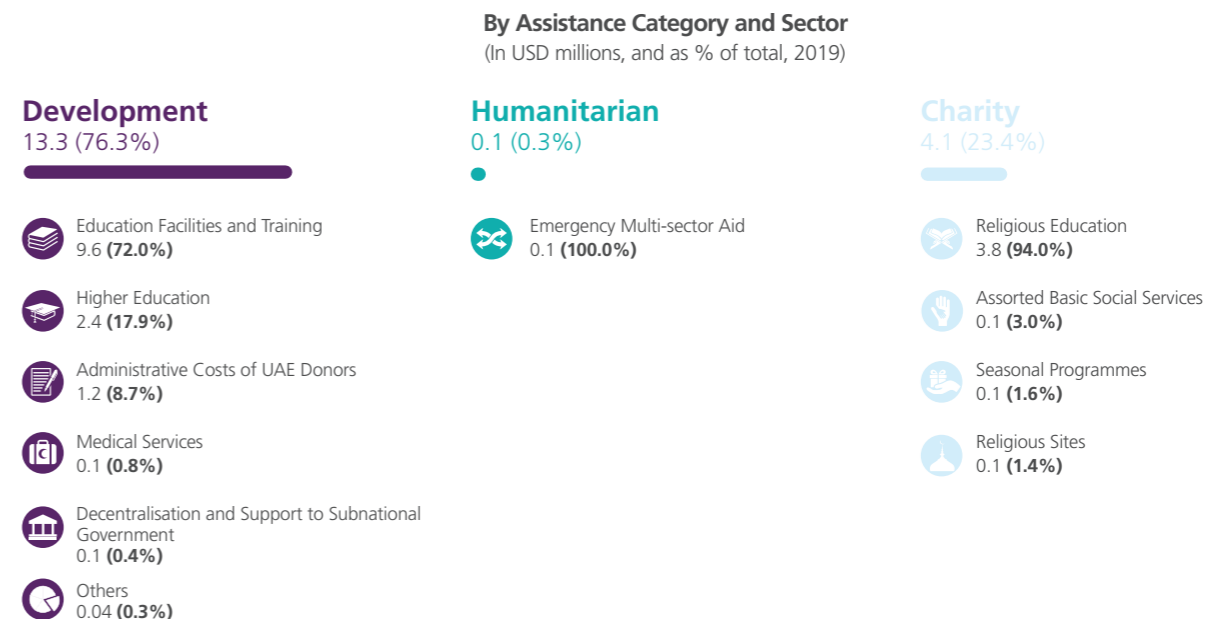 By Assistance Category and Sector
(In USD millions, and as % of total, 2019)
Development
13.3 (76.3%)
Education Facilities and Training
9.6 (72.0%)
Higher Education
2.4 (17.9%)
Administrative Costs of UAE Donors
1.2 (8.7%)
Medical Services
0.1 (0.8%)
Decentralisation and Support to Subnational
Government
0.1 (0.4%)
Others
0.04 (0.3%)
Humanitarian
0.1 (0.3%)
Emergency Multi-sector Aid
0.1 (100.0%)
Charity
4.1 (23.4%)
Religious Education
3.8 (94.0%)
Assorted Basic Social Services
0.1 (3.0%)
Seasonal Programmes
0.1 (1.6%)
Religious Sites
0.1 (1.4%)